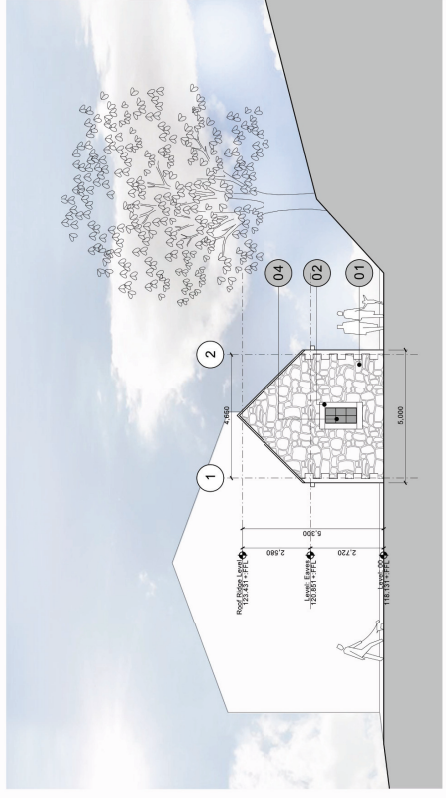 2
1
4,660
04
02
01
5,000
5,300
2,580
2,720
Roof Ridge Level
123.431+:FFL
Level: Eaves
120.851+:FFL
Level: 00
118.131+:FFL